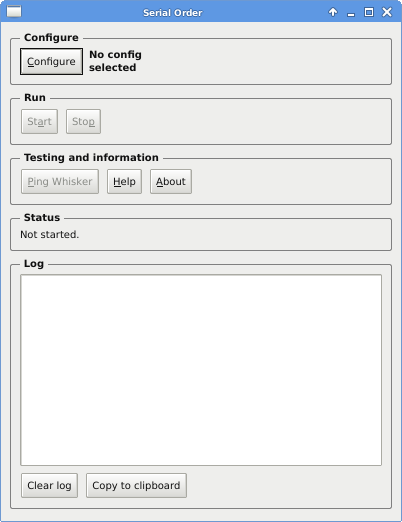 Serial Order
Configure
Configure
No config
selected
Run
Start
Stop
Testing and information
Ping Whisker
Help
About
Status
Not started.
Log
Clear log
Copy to clipboard